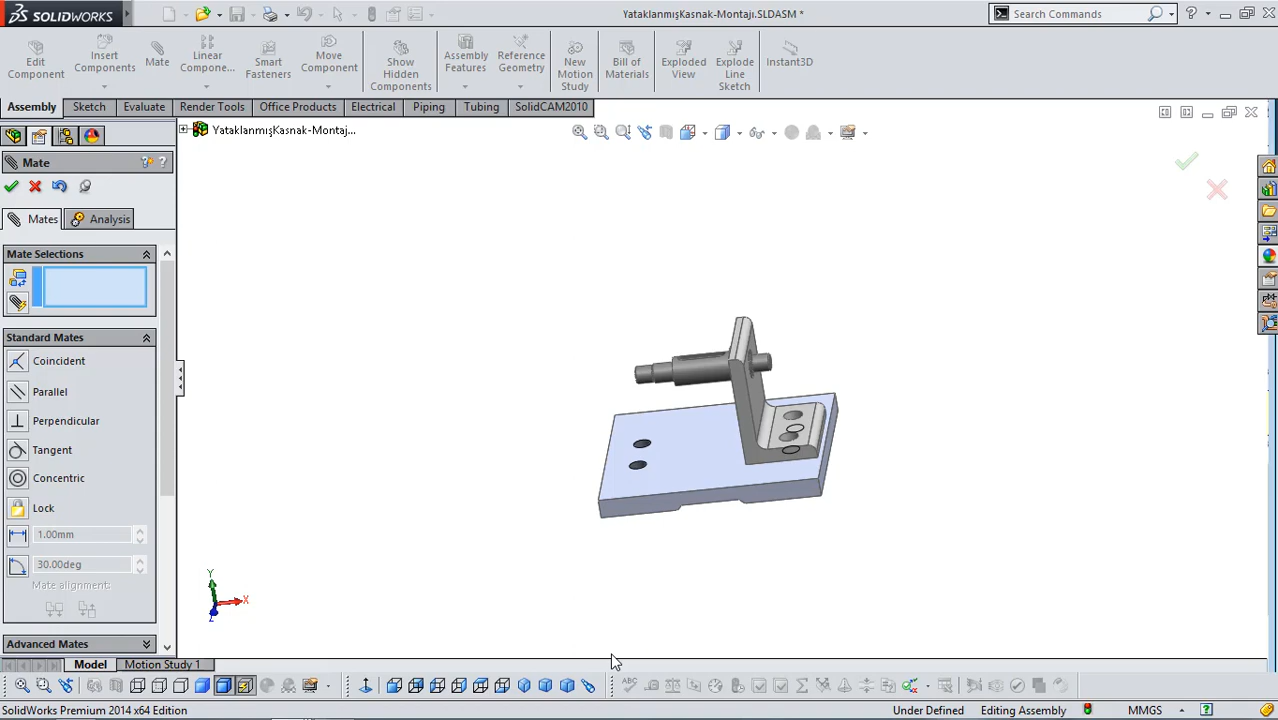 SOLIDWORKS
YataklanmışKasnak-Montajı.SLDASM *
Search Commands
Edit Component
Insert Components
Mate
Linear Compone...
Smart Fasteners
Move Component
Show Hidden Components
Assembly Features
Reference Geometry
New Motion Study
Bill of Materials
Exploded View
Explode Line Sketch
Instant3D
Assembly
Sketch
Evaluate
Render Tools
Office Products
Electrical
Piping
Tubing
SolidCAM2010
YataklanmışKasnak-Montaj...
Mate
Mates
Analysis
Mate Selections
Standard Mates
Coincident
Parallel
Perpendicular
Tangent
Concentric
Lock
1.00mm
30.00deg
Mate alignment:
Advanced Mates
Y
X
Z
Model
Motion Study 1
SolidWorks Premium 2014 x64 Edition
Under Defined
Editing Assembly
MMGS